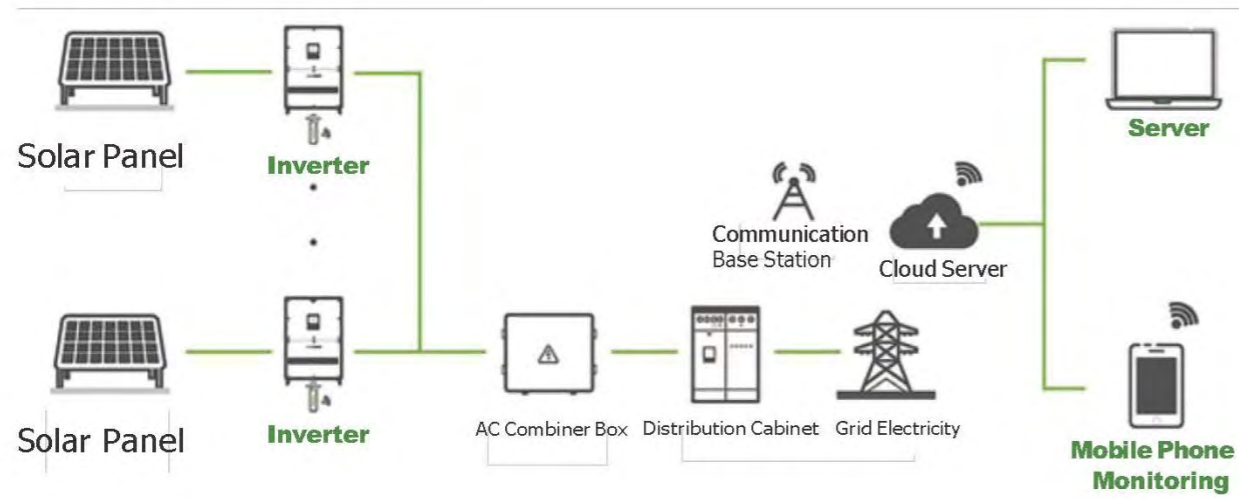 Solar Panel
Inverter
Server
Communication
Base Station
Cloud Server
Solar Panel
Inverter
AC Combiner Box
Distribution Cabinet
Grid Electricity
Mobile Phone
Monitoring